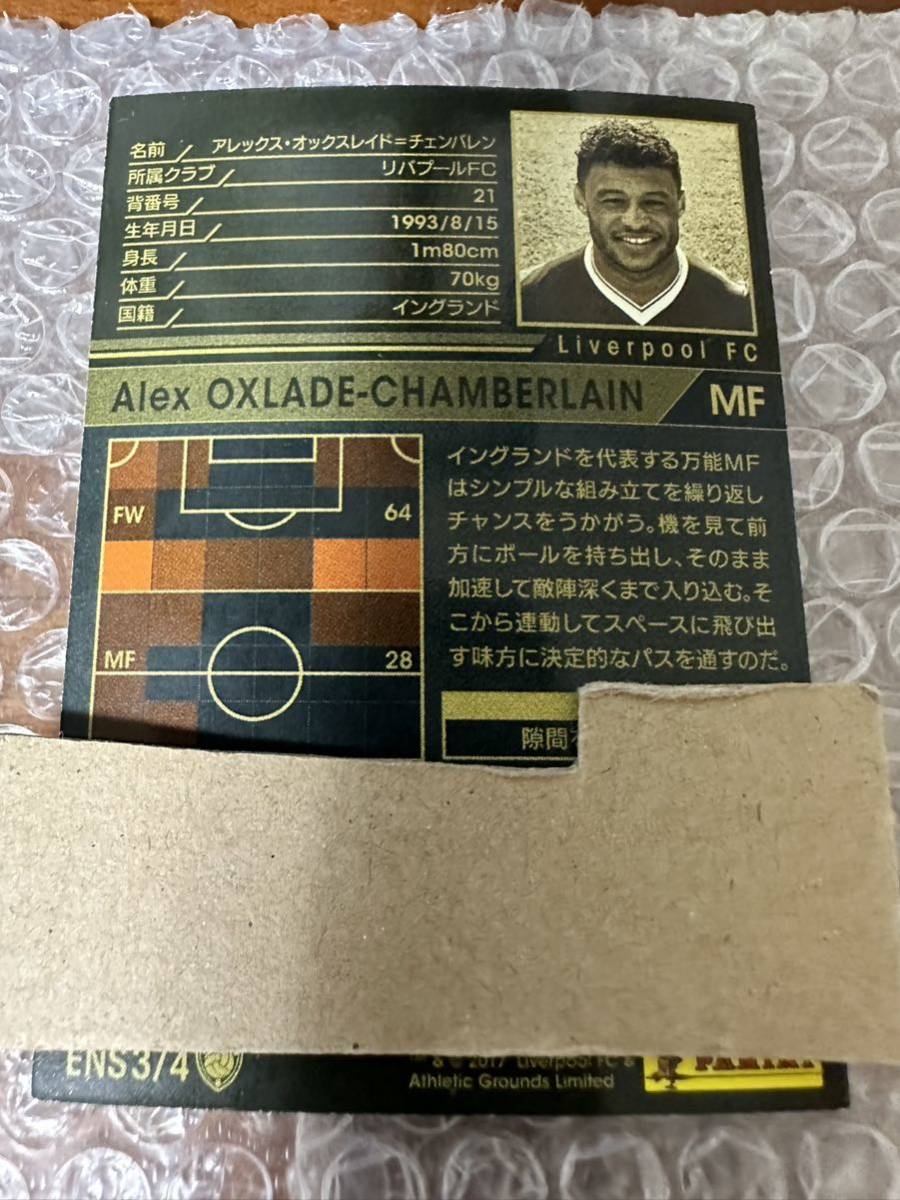 名前 アレックス・オックスレイド＝チェンバレン
所属クラブ リバプールFC
背番号 21
生年月日 1993/8/15
身長 1m80cm
体重 70kg
国籍 イングランド
Liverpool FC
Alex OXLADE-CHAMBERLAIN MF
FW 64
MF 28
イングランドを代表する万能MF
はシンプルな組み立てを繰り返し
チャンスをうかがう。機を見て前
方にボールを持ち出し、そのまま
加速して敵陣深くまで入り込む。そ
こから連動してスペースに飛び出
す味方に決定的なパスを通すのだ。
隙間
ENS3/4
& © 2017 Liverpool FC &
Athletic Grounds Limited
PANINI